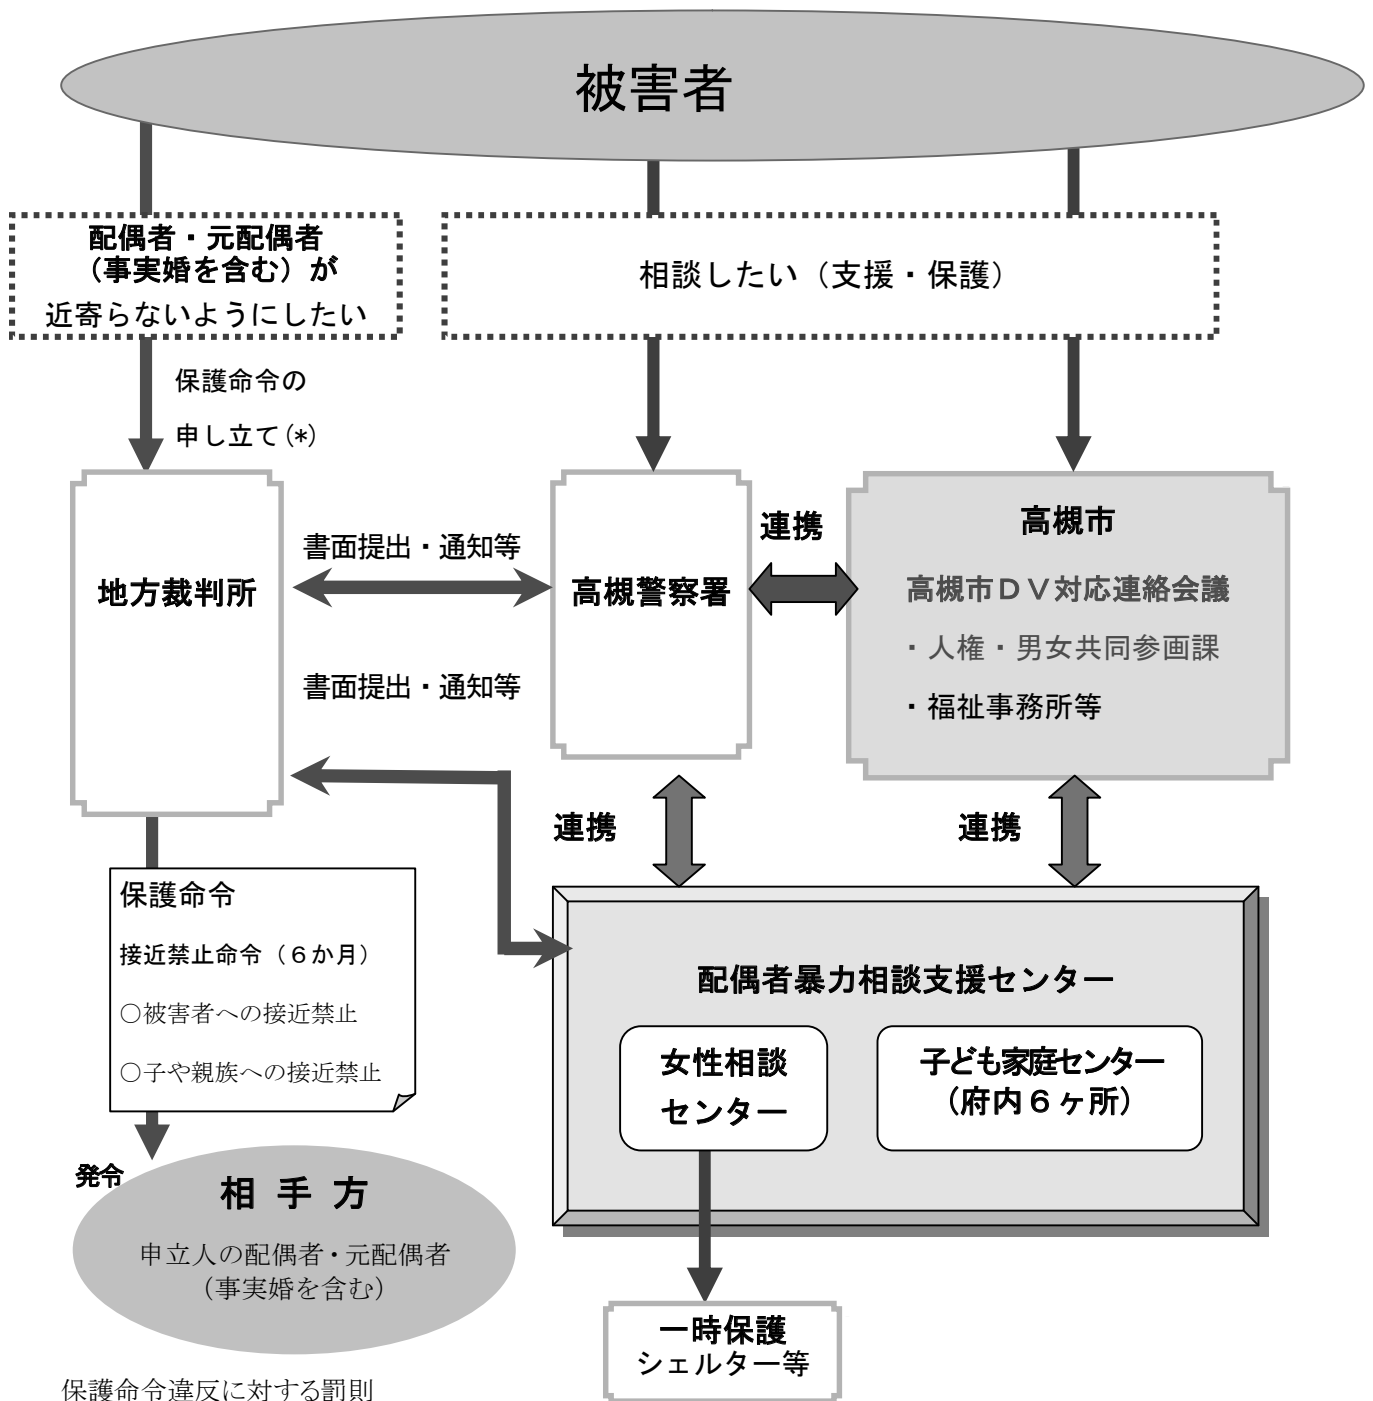 被害者
配偶者・元配偶者
（事実婚を含む）が
近寄らないようにしたい
相談したい（支援・保護）
保護命令の
申し立て(*)
地方裁判所
書面提出・通知等
書面提出・通知等
高槻警察署
連携
高槻市
高槻市ＤＶ対応連絡会議
・人権・男女共同参画課
・福祉事務所等
連携
連携
保護命令
接近禁止命令（６か月）
○被害者への接近禁止
○子や親族への接近禁止
配偶者暴力相談支援センター
女性相談
センター
子ども家庭センター
（府内６ヶ所）
発令
相 手 方
申立人の配偶者・元配偶者
（事実婚を含む）
一時保護
シェルター等
保護命令違反に対する罰則